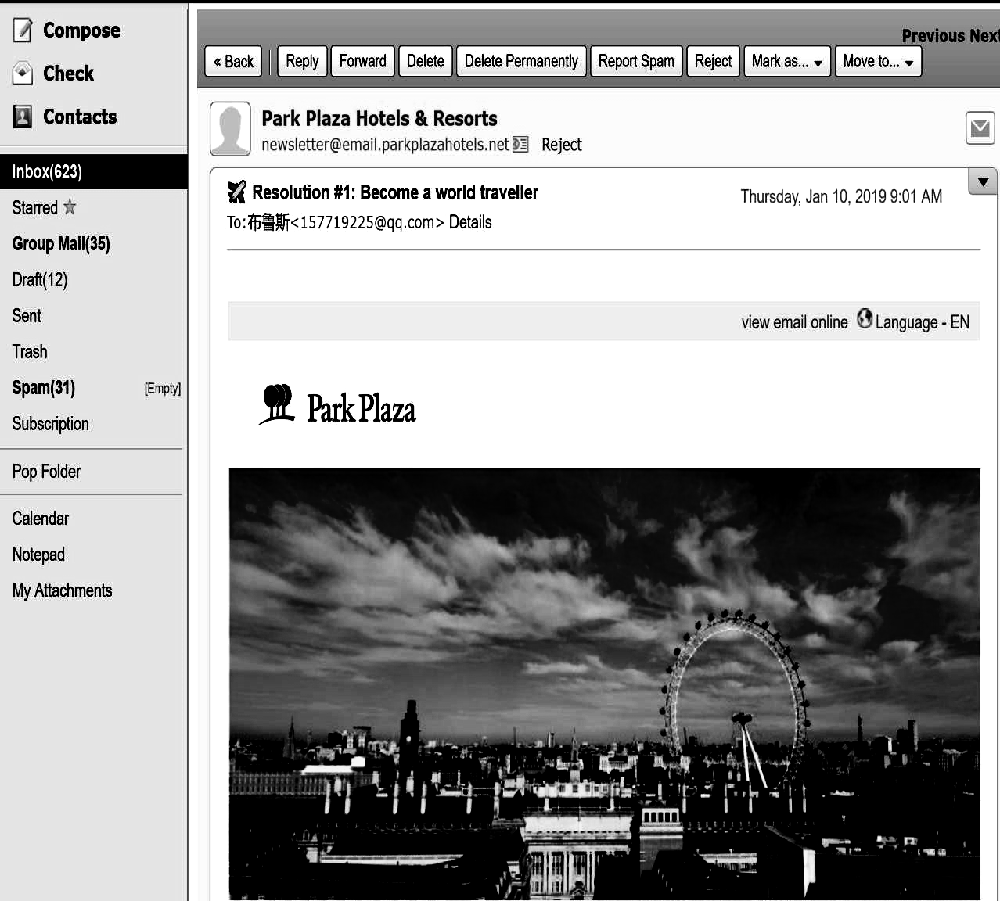 Compose
Check
Contacts
Inbox(623)
Starred
Group Mail(35)
Draft(12)
Sent
Trash
Spam(31) [Empty]
Subscription
Pop Folder
Calendar
Notepad
My Attachments
Previous Next
« Back Reply Forward Delete Delete Permanently Report Spam Reject Mark as... Move to...
Park Plaza Hotels & Resorts
newsletter@email.parkplazahotels.net Reject
Resolution #1: Become a world traveller
Thursday, Jan 10, 2019 9:01 AM
To:布鲁斯<157719225@qq.com> Details
view email online Language - EN
Park Plaza